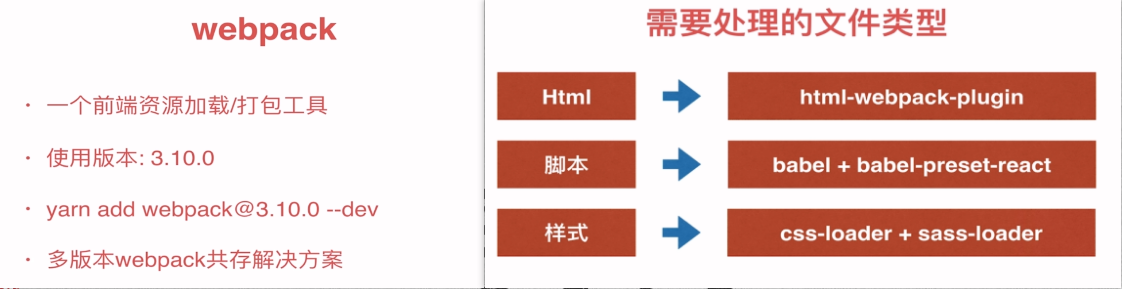 webpack
· 一个前端资源加载/打包工具
· 使用版本: 3.10.0
· yarn add webpack@3.10.0 --dev
· 多版本webpack共存解决方案
需要处理的文件类型
Html
html-webpack-plugin
脚本
babel + babel-preset-react
样式
css-loader + sass-loader